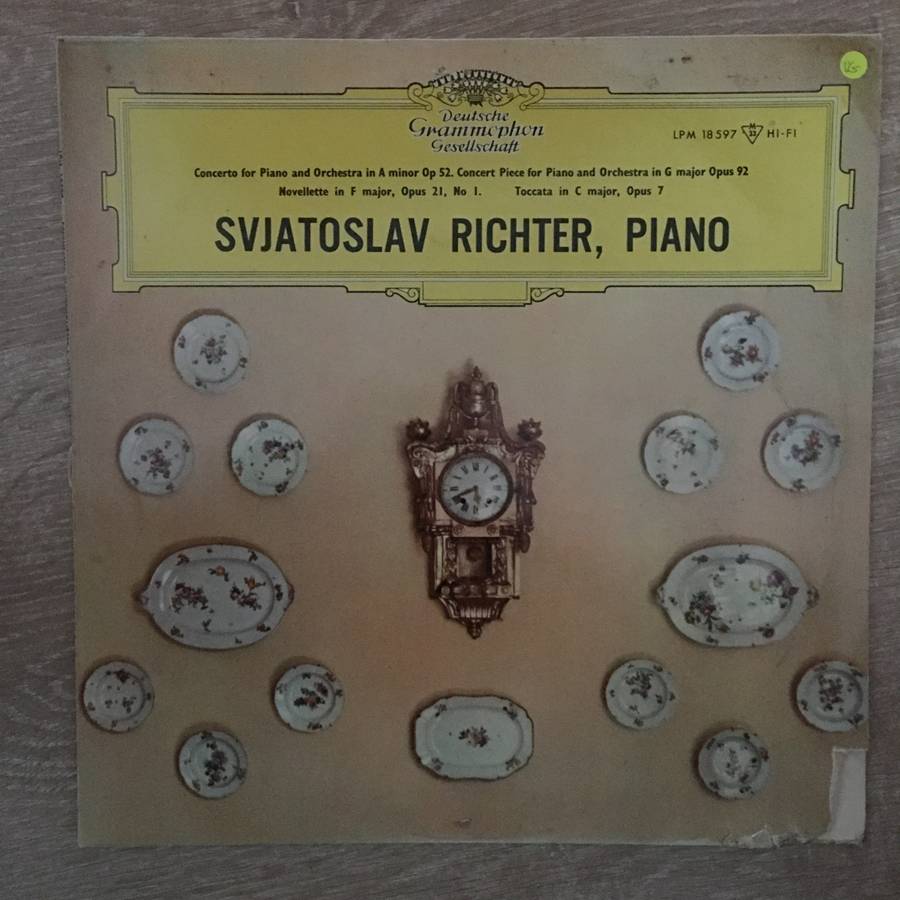 Deutsche
Grammophon
Gesellschaft
LPM 18 597 M 33 HI-FI
Concerto for Piano and Orchestra in A minor Op 52. Concert Piece for Piano and Orchestra in G major Opus 92
Novellette in F major, Opus 21, No 1. Toccata in C major, Opus 7
SVJATOSLAV RICHTER, PIANO